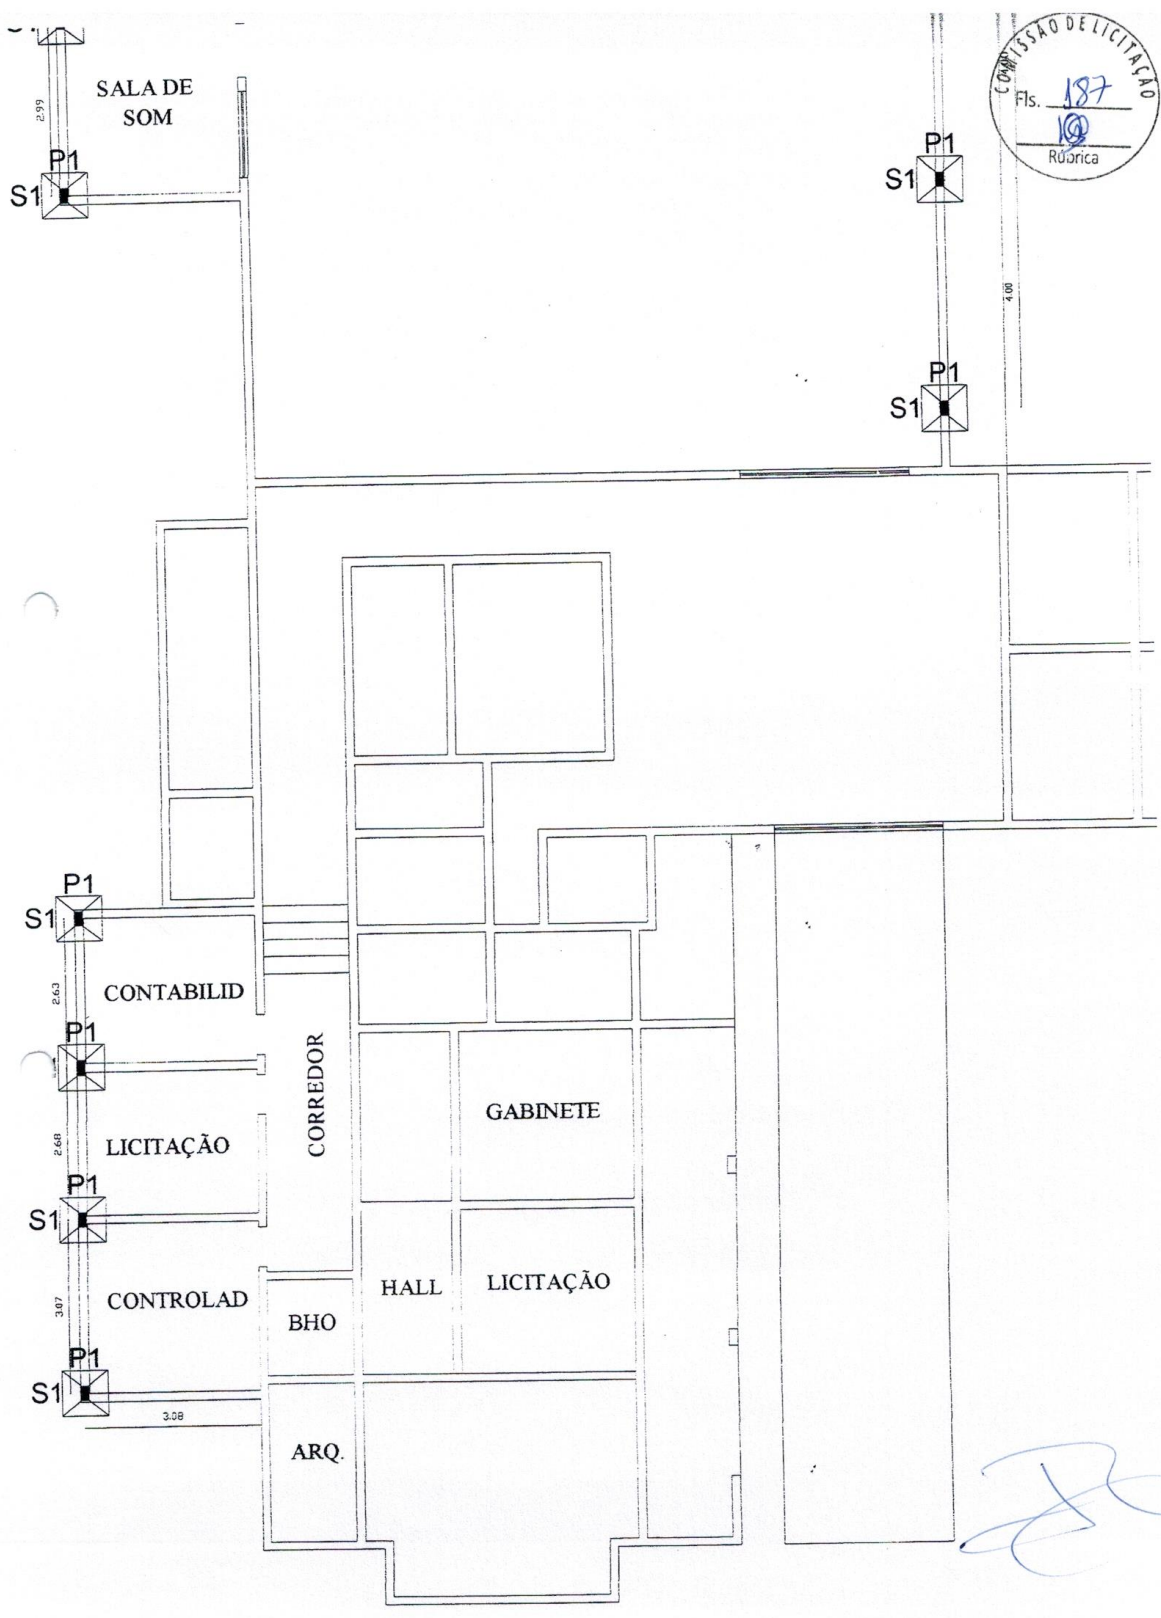 S1
SALA DE
SOM
2.99
P1
S1
COMISSÃO DE LICITAÇÃO
Fls. 187
Rúbrica
P1
S1
4.00
P1
S1
P1
S1
CONTABILID
2.63
P1
CORREDOR
GABINETE
LICITAÇÃO
2.68
P1
S1
CONTROLAD
3.07
HALL
LICITAÇÃO
BHO
P1
S1
3.08
ARQ.